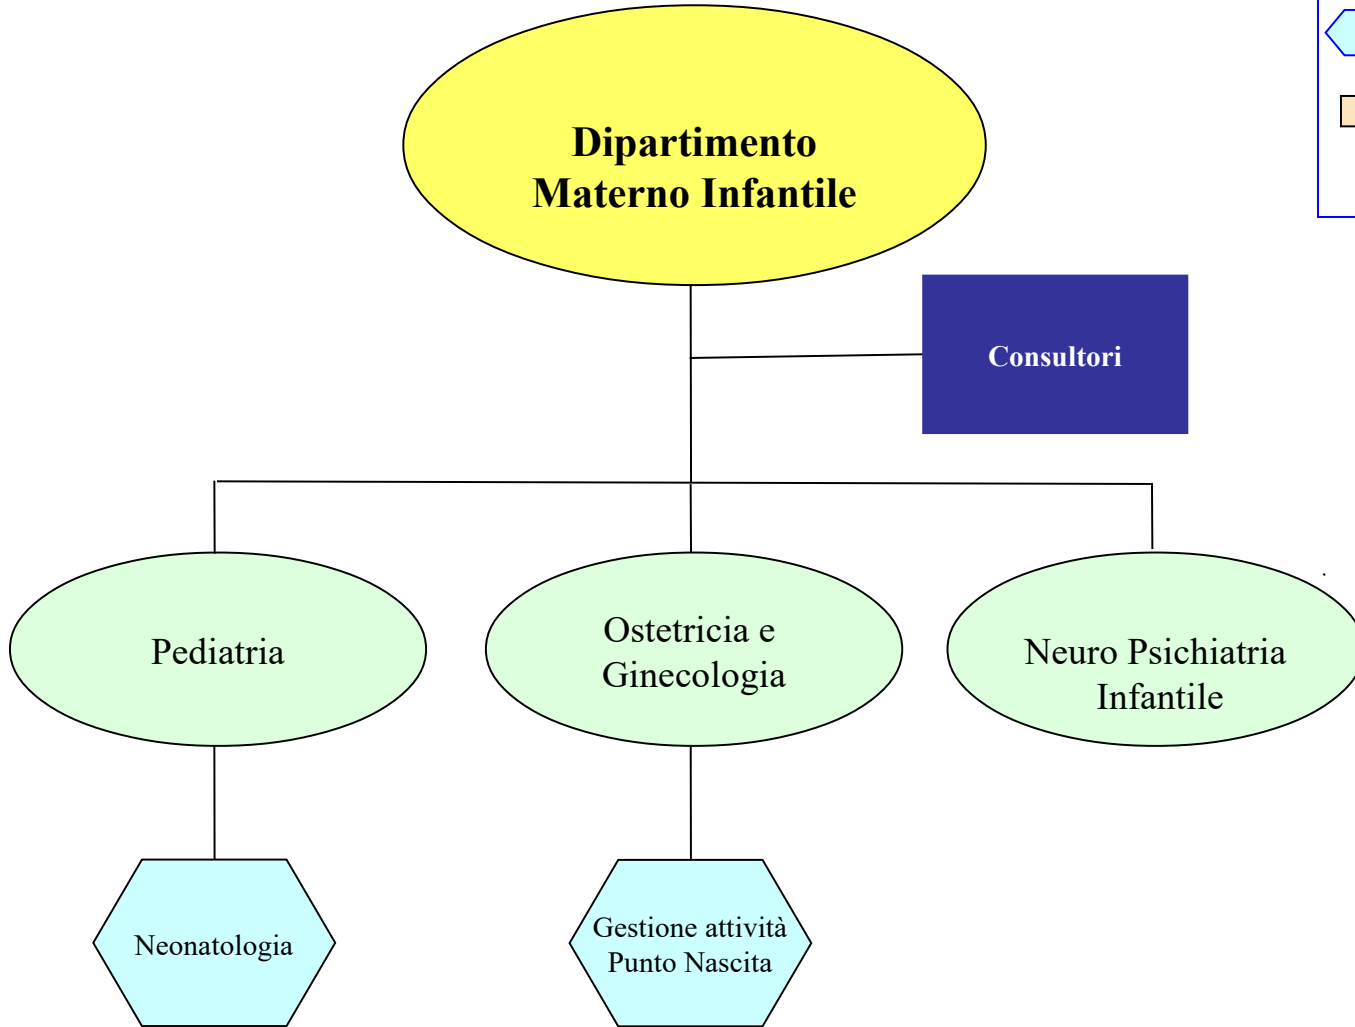 Dipartimento
Materno Infantile
Consultori
Pediatria
Ostetricia e
Ginecologia
Neuro Psichiatria
Infantile
Neonatologia
Gestione attività
Punto Nascita